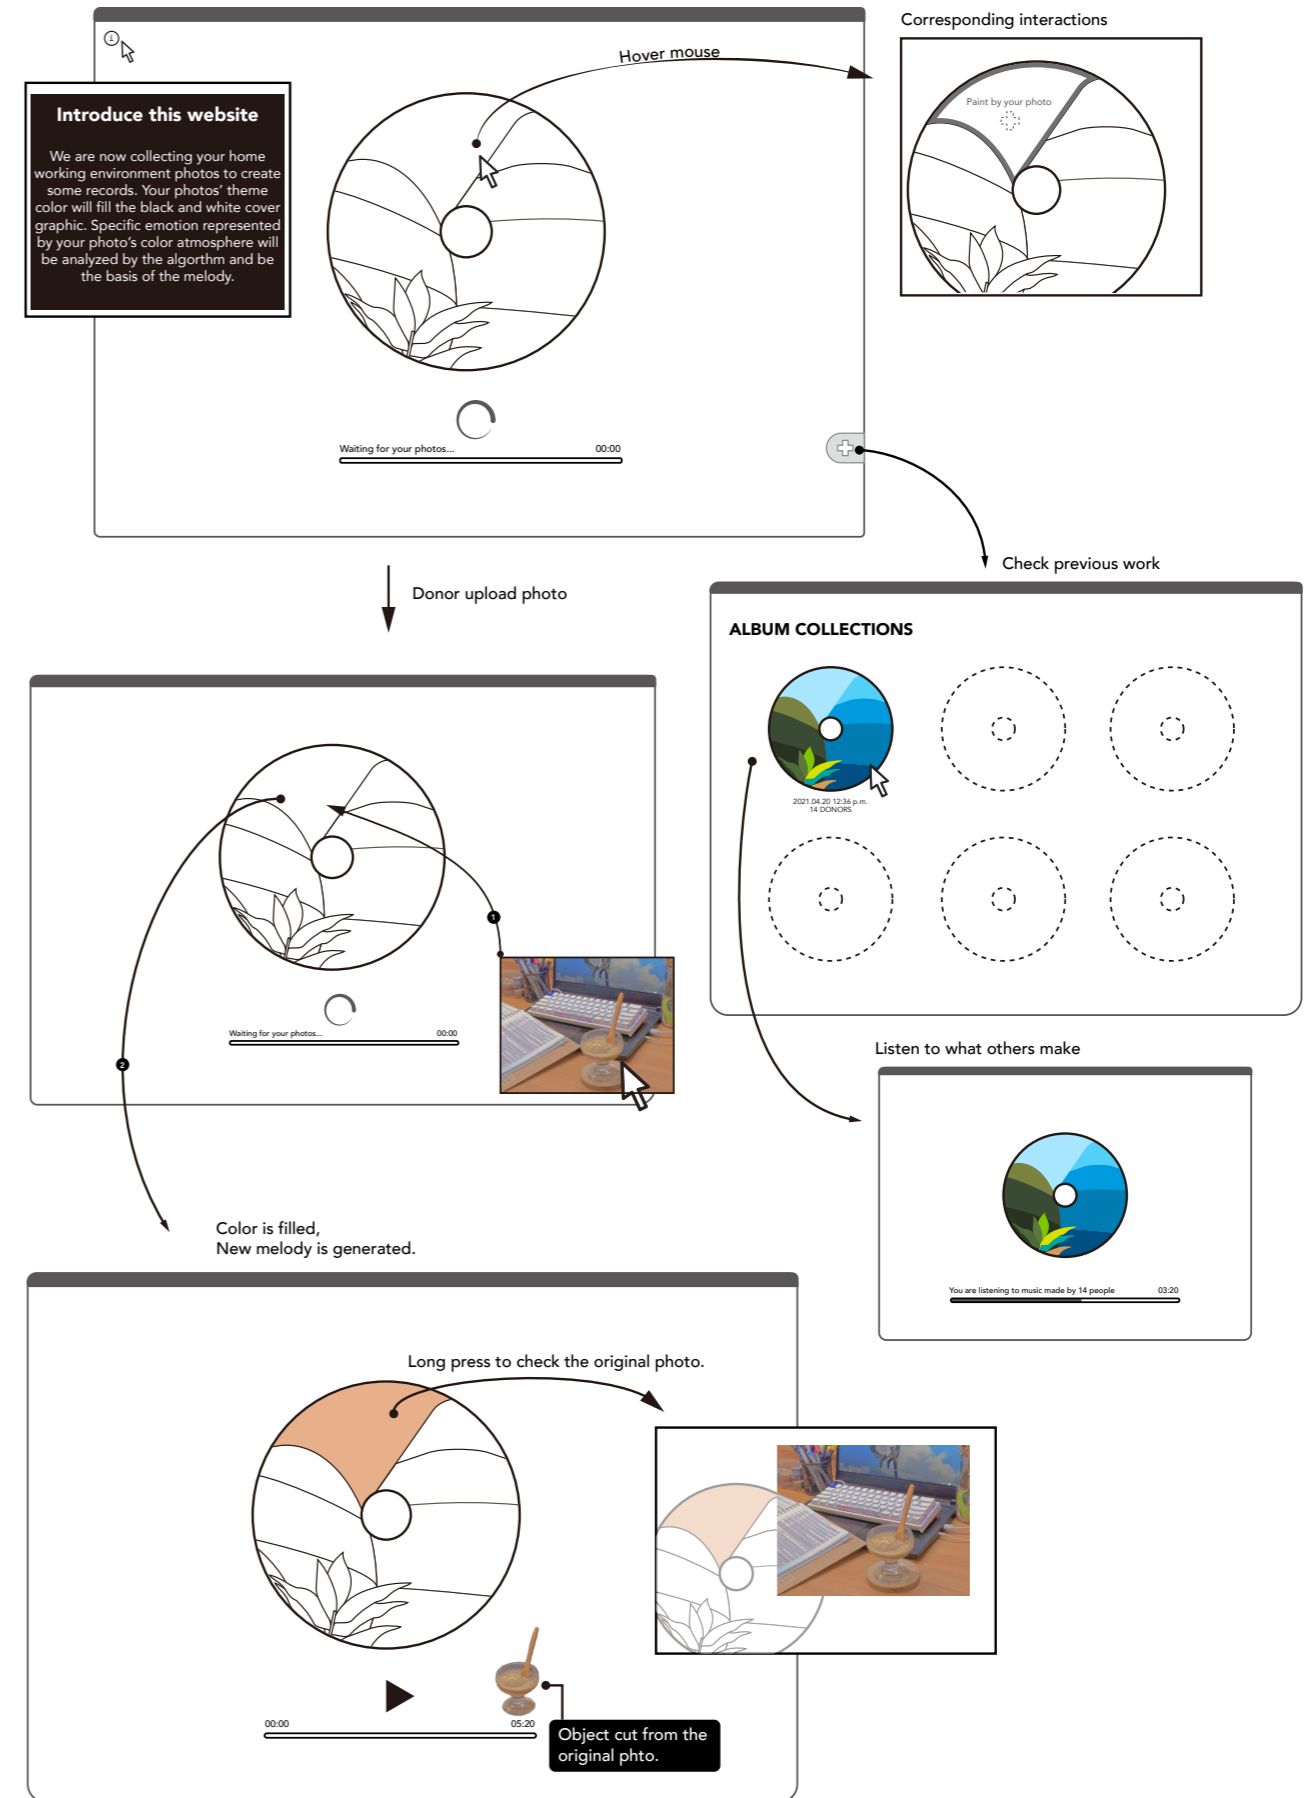 i
Corresponding interactions
Hover mouse
Paint by your photo
Introduce this website
We are now collecting your home
working environment photos to create
some records. Your photos’ theme
color will fill the black and white cover
graphic. Specific emotion represented
by your photo’s color atmosphere will
be analyzed by the algorthm and be
the basis of the melody.
Waiting for your photos...
00:00
Check previous work
Donor upload photo
ALBUM COLLECTIONS
2021.04.20 12:36 p.m.
14 DONORS
1
Waiting for your photos...
00:00
2
Listen to what others make
You are listening to music made by 14 people
03:20
Color is filled,
New melody is generated.
Long press to check the original photo.
00:00
05:20
Object cut from the
original phto.